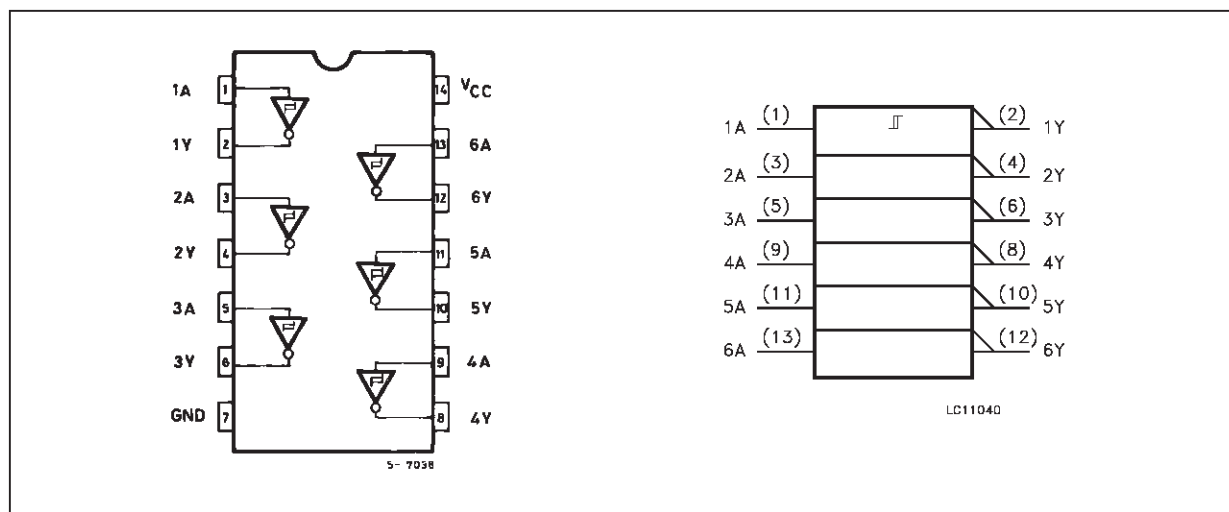 1A 1 14 VCC
1Y 2 13 6A
2A 3 12 6Y
2Y 4 11 5A
3A 5 10 5Y
3Y 6 9 4A
GND 7 8 4Y
5- 7038
1A (1) (2) 1Y
2A (3) (4) 2Y
3A (5) (6) 3Y
4A (9) (8) 4Y
5A (11) (10) 5Y
6A (13) (12) 6Y
LC11040